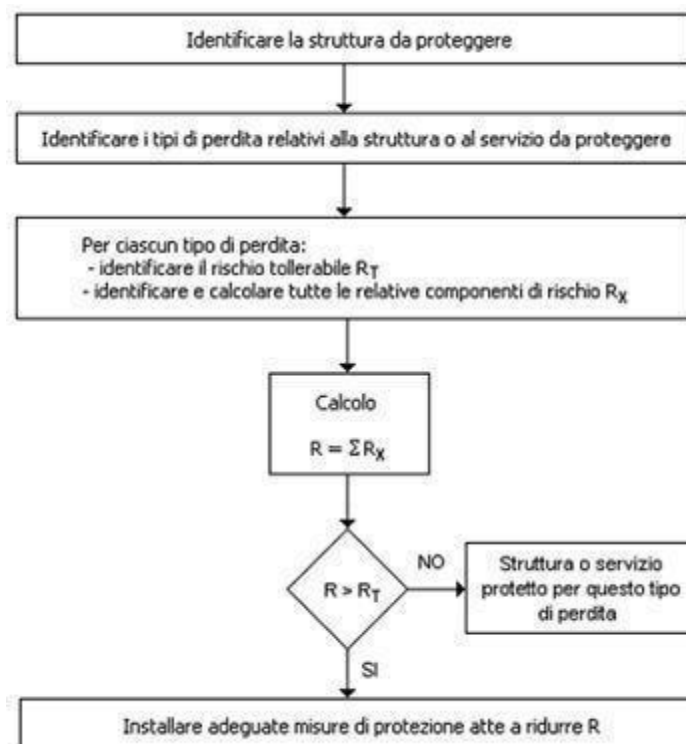 Identificare la struttura da proteggere
Identificare i tipi di perdita relativi alla struttura o al servizio da proteggere
Per ciascun tipo di perdita:
- identificare il rischio tollerabile RT
- identificare e calcolare tutte le relative componenti di rischio RX
Calcolo
R = ΣRX
R > RT
NO
Struttura o servizio
protetto per questo tipo
di perdita
SI
Installare adeguate misure di protezione atte a ridurre R